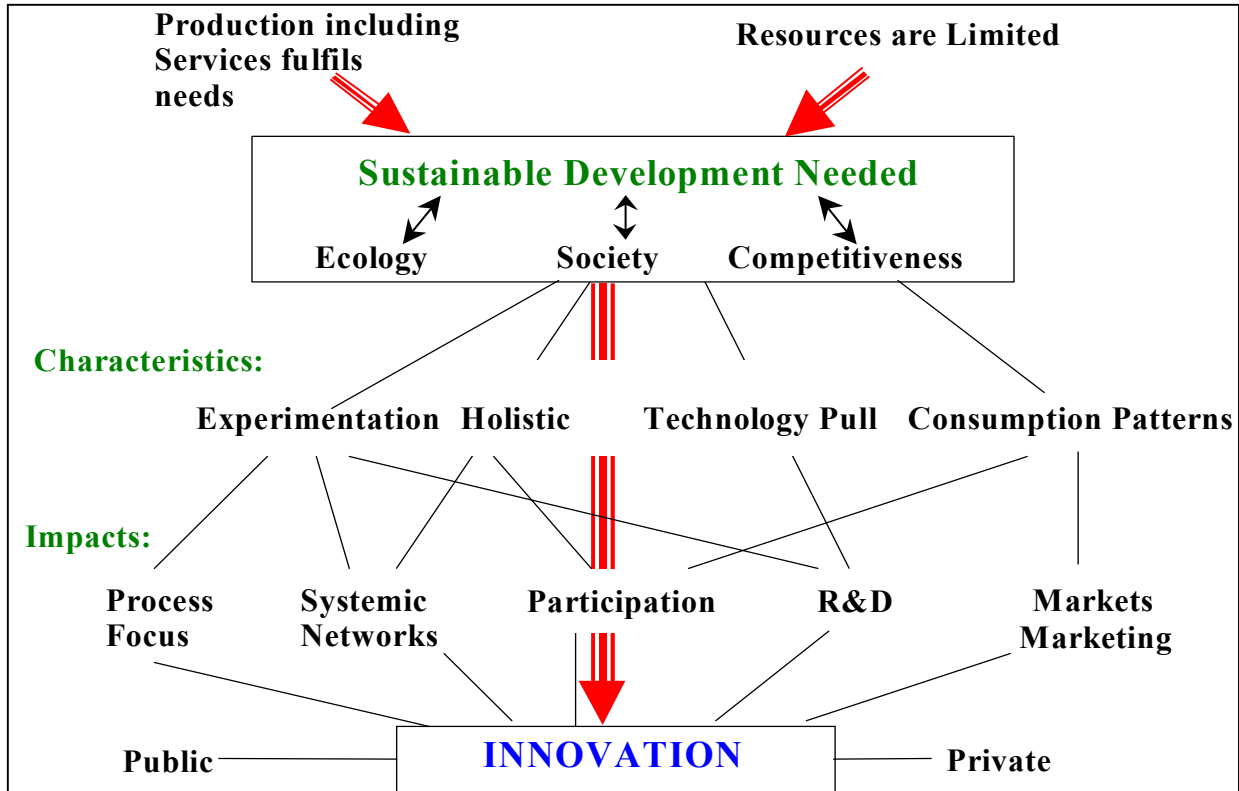 Production including
Services fulfils
needs
Resources are Limited
Sustainable Development Needed
Ecology
Society
Competitiveness
Characteristics:
Experimentation
Holistic
Technology Pull
Consumption Patterns
Impacts:
Process
Focus
Systemic
Networks
Participation
R&D
Markets
Marketing
Public
INNOVATION
Private